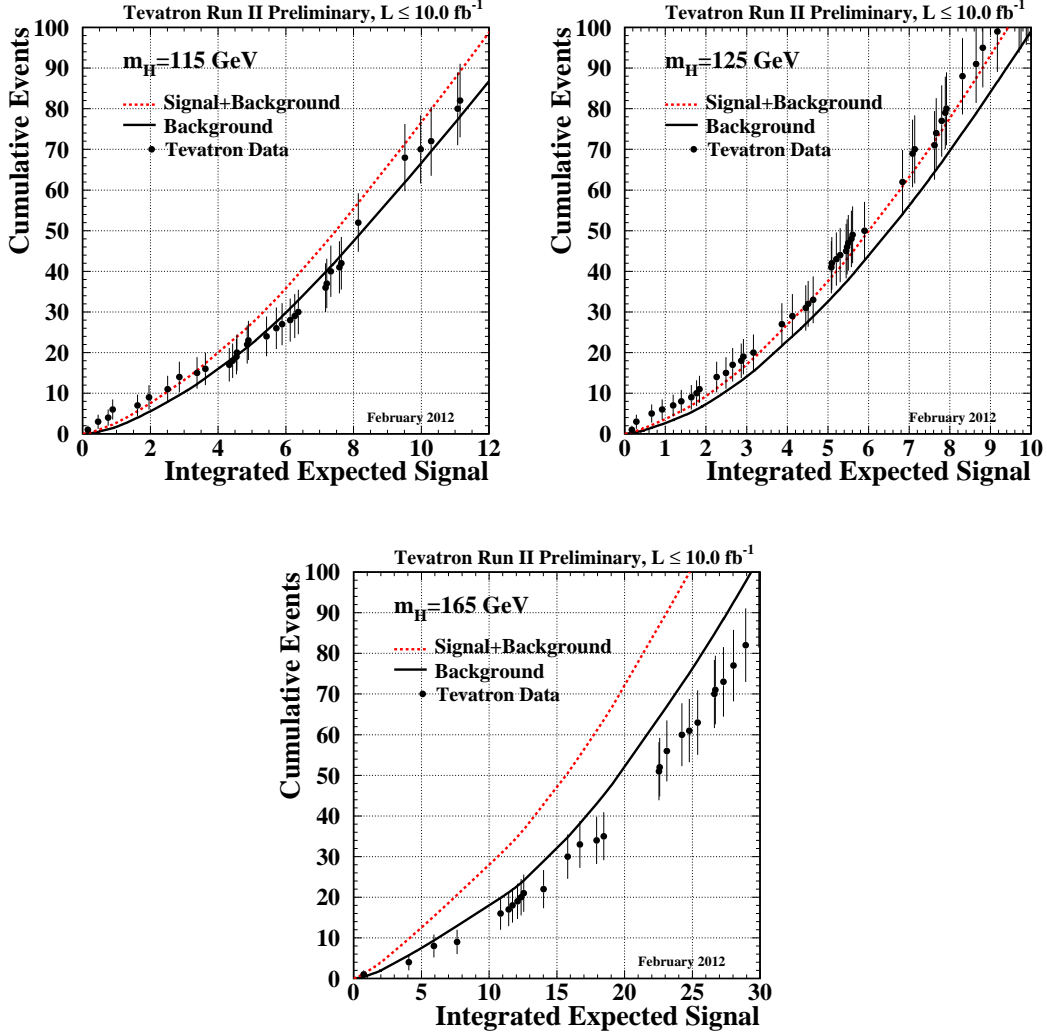 Tevatron Run II Preliminary, L ≤ 10.0 fb⁻¹
Cumulative Events
100
90
80
70
60
50
40
30
20
10
0
m_H=115 GeV
Signal+Background
Background
Tevatron Data
February 2012
0 2 4 6 8 10 12
Integrated Expected Signal
Tevatron Run II Preliminary, L ≤ 10.0 fb⁻¹
Cumulative Events
100
90
80
70
60
50
40
30
20
10
0
m_H=125 GeV
Signal+Background
Background
Tevatron Data
February 2012
0 1 2 3 4 5 6 7 8 9 10
Integrated Expected Signal
Tevatron Run II Preliminary, L ≤ 10.0 fb⁻¹
Cumulative Events
100
90
80
70
60
50
40
30
20
10
0
m_H=165 GeV
Signal+Background
Background
Tevatron Data
February 2012
0 5 10 15 20 25 30
Integrated Expected Signal